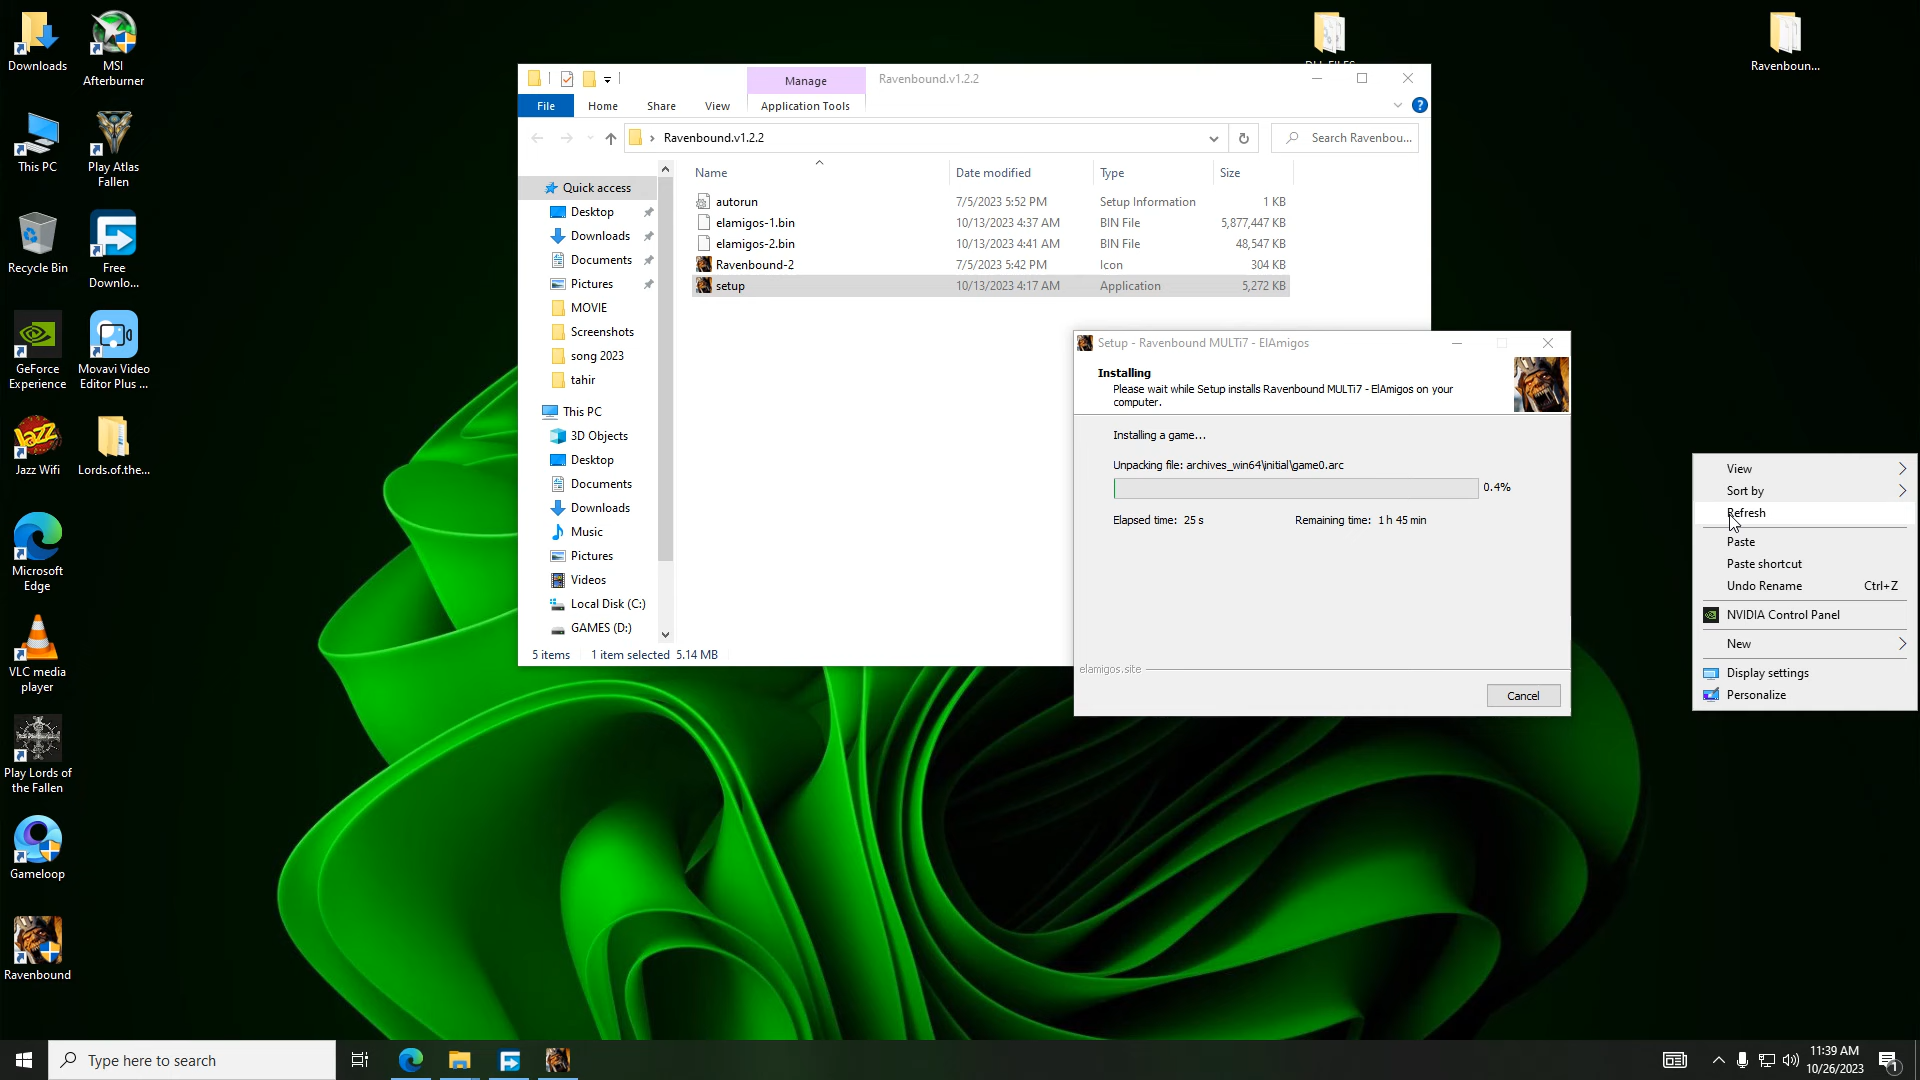 Downloads
MSI
Afterburner
This PC
Play Atlas
Fallen
Recycle Bin
Free
Downlo...
GeForce
Experience
Movavi Video
Editor Plus ...
Jazz Wifi
Lords.of.the...
Microsoft
Edge
VLC media
player
Play Lords of
the Fallen
Gameloop
Ravenbound
DLL FILES
Ravenboun...
Manage
Ravenbound.v1.2.2
File
Home
Share
View
Application Tools
Ravenbound.v1.2.2
Search Ravenbou...
Name
Date modified
Type
Size
autorun 7/5/2023 5:52 PM Setup Information 1 KB
elamigos-1.bin 10/13/2023 4:37 AM BIN File 5,877,447 KB
elamigos-2.bin 10/13/2023 4:41 AM BIN File 48,547 KB
Ravenbound-2 7/5/2023 5:42 PM Icon 304 KB
setup 10/13/2023 4:17 AM Application 5,272 KB
Quick access
Desktop
Downloads
Documents
Pictures
MOVIE
Screenshots
song 2023
tahir
This PC
3D Objects
Desktop
Documents
Downloads
Music
Pictures
Videos
Local Disk (C:)
GAMES (D:)
5 items 1 item selected 5.14 MB
Setup - Ravenbound MULTi7 - ElAmigos
Installing
Please wait while Setup installs Ravenbound MULTi7 - ElAmigos on your
computer.
Installing a game...
Unpacking file: archives_win64\initial\game0.arc
0.4%
Elapsed time: 25 s Remaining time: 1 h 45 min
elamigos.site
Cancel
View
Sort by
Refresh
Paste
Paste shortcut
Undo Rename Ctrl+Z
NVIDIA Control Panel
New
Display settings
Personalize
Type here to search
11:39 AM
10/26/2023
1